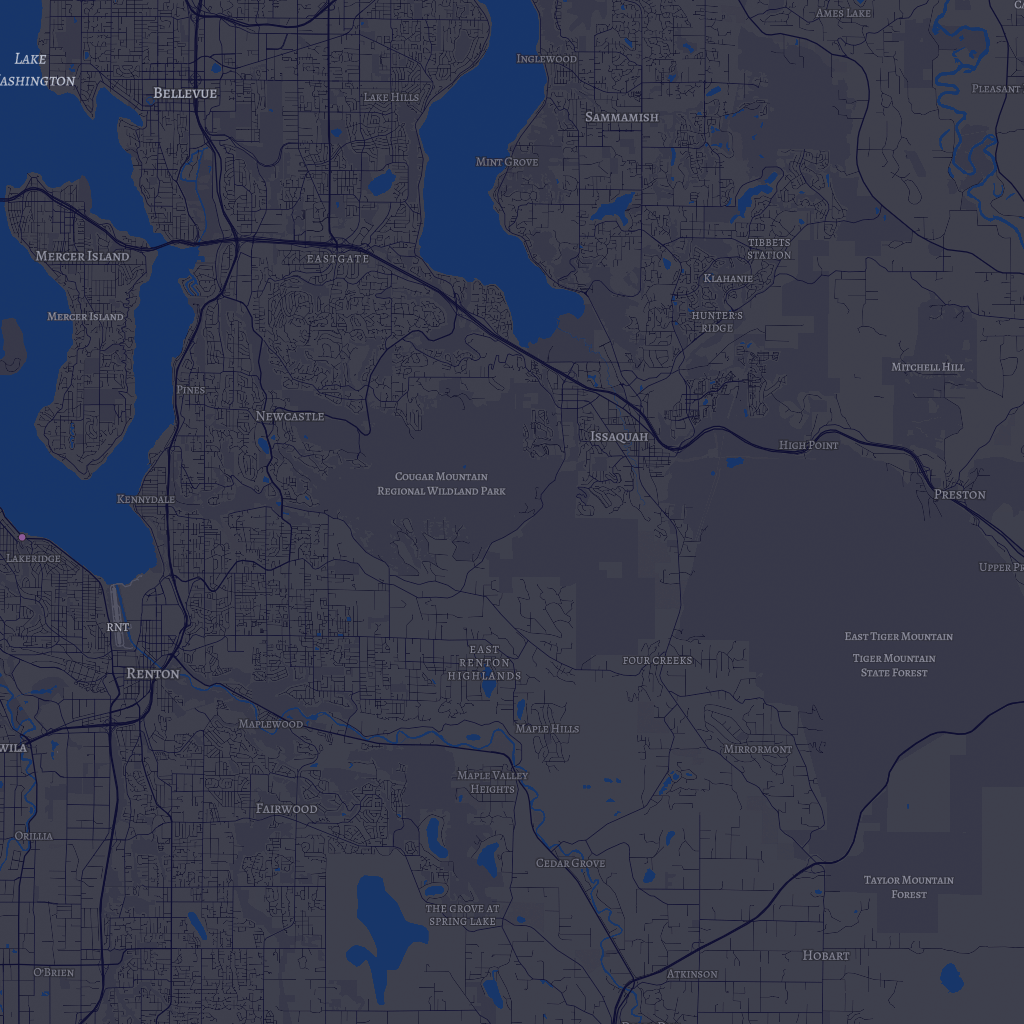 AMES LAKE
LAKE
ASHINGTON
INGLEWOOD
BELLEVUE
LAKE HILLS
PLEASANT
SAMMAMISH
MINT GROVE
MERCER ISLAND
EASTGATE
TIBBETS
STATION
KLAHANIE
MERCER ISLAND
HUNTER'S
RIDGE
MITCHELL HILL
PINES
NEWCASTLE
ISSAQUAH
HIGH POINT
COUGAR MOUNTAIN
REGIONAL WILDLAND PARK
KENNYDALE
PRESTON
LAKERIDGE
UPPER PR
RNT
EAST TIGER MOUNTAIN
EAST
RENTON
HIGHLANDS
FOUR CREEKS
TIGER MOUNTAIN
STATE FOREST
RENTON
MAPLEWOOD
MAPLE HILLS
WILA
MIRRORMONT
MAPLE VALLEY
HEIGHTS
FAIRWOOD
ORILLIA
CEDAR GROVE
TAYLOR MOUNTAIN
FOREST
THE GROVE AT
SPRING LAKE
HOBART
O'BRIEN
ATKINSON